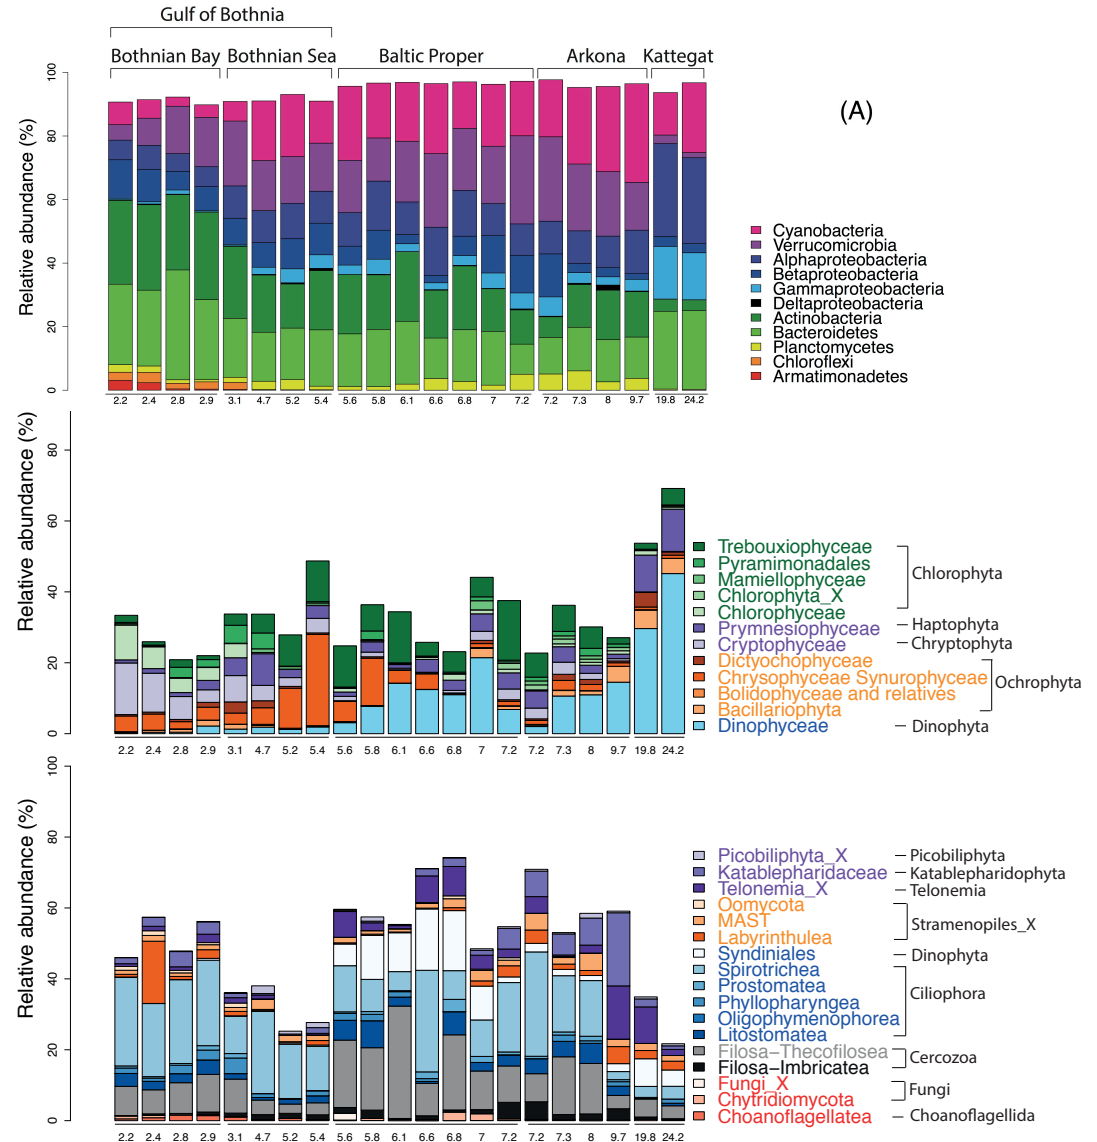 Gulf of Bothnia
Bothnian Bay Bothnian Sea Baltic Proper Arkona Kattegat
(A)
Relative abundance (%)
0 20 40 60 80 100
Cyanobacteria
Verrucomicrobia
Alphaproteobacteria
Betaproteobacteria
Gammaproteobacteria
Deltaproteobacteria
Actinobacteria
Bacteroidetes
Planctomycetes
Chloroflexi
Armatimonadetes
2.2 2.4 2.8 2.9 3.1 4.7 5.2 5.4 5.6 5.8 6.1 6.6 6.8 7 7.2 7.2 7.3 8 9.7 19.8 24.2
Relative abundance (%)
0 20 40 60 80
Trebouxiophyceae
Pyramimonadales
Mamiellophyceae
Chlorophyta_X
Chlorophyceae
Prymnesiophyceae
Cryptophyceae
Dictyochophyceae
Chrysophyceae Synurophyceae
Bolidophyceae and relatives
Bacillariophyta
Dinophyceae
Chlorophyta
Haptophyta
Chryptophyta
Ochrophyta
Dinophyta
2.2 2.4 2.8 2.9 3.1 4.7 5.2 5.4 5.6 5.8 6.1 6.6 6.8 7 7.2 7.2 7.3 8 9.7 19.8 24.2
Relative abundance (%)
0 20 40 60 80 100
Picobiliphyta_X
Katablepharidaceae
Telonemia_X
Oomycota
MAST
Labyrinthulea
Syndiniales
Spirotrichea
Prostomatea
Phyllopharyngea
Oligophymenophorea
Litostomatea
Filosa-Thecofilosea
Filosa-Imbricatea
Fungi_X
Chytridiomycota
Choanoflagellatea
Picobiliphyta
Katablepharidophyta
Telonemia
Stramenopiles_X
Dinophyta
Ciliophora
Cercozoa
Fungi
Choanoflagellida
2.2 2.4 2.8 2.9 3.1 4.7 5.2 5.4 5.6 5.8 6.1 6.6 6.8 7 7.2 7.2 7.3 8 9.7 19.8 24.2